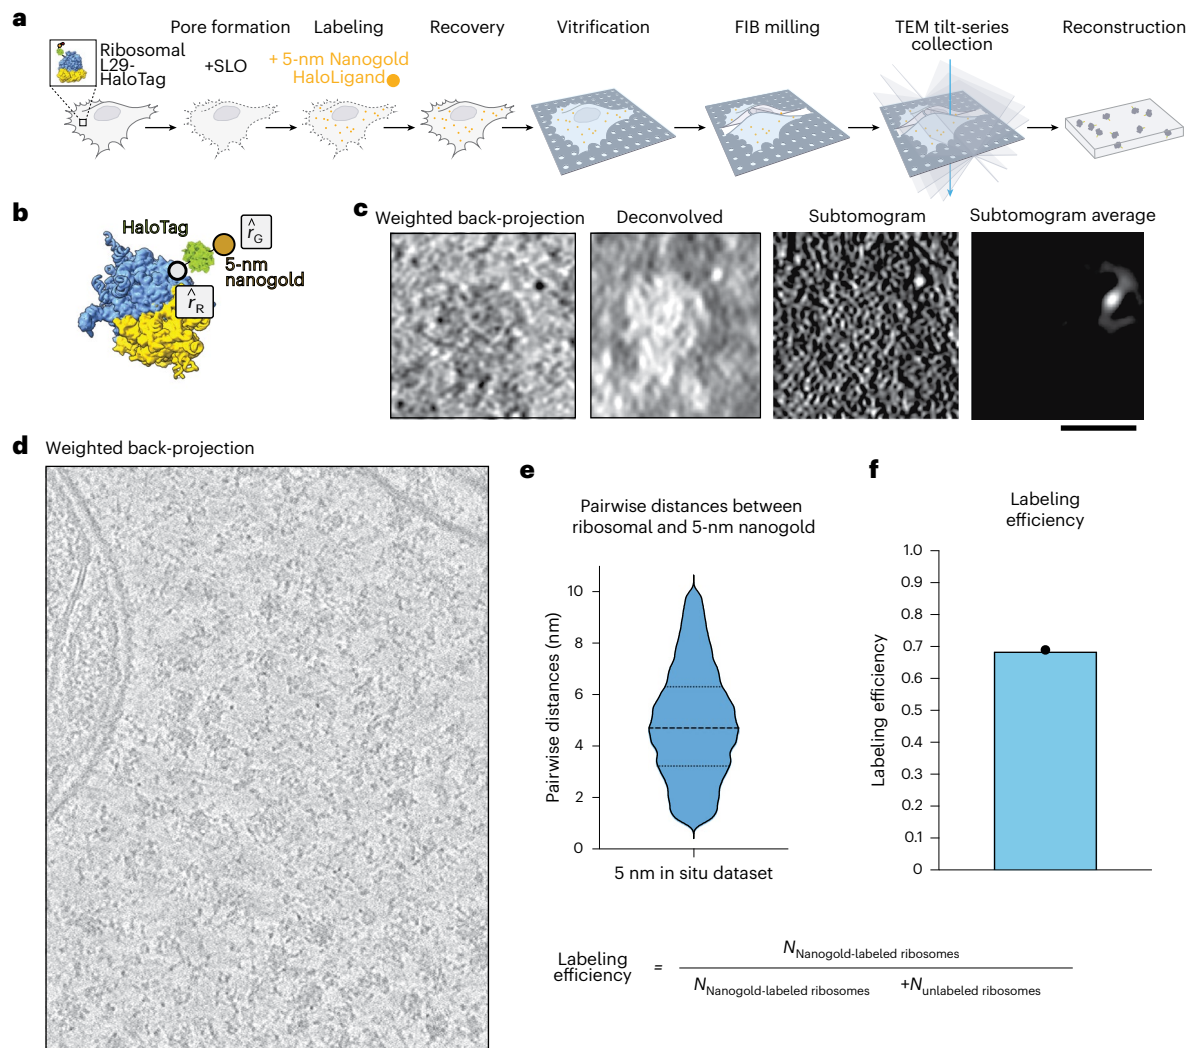 a
Pore formation
Labeling
Recovery
Vitrification
FIB milling
TEM tilt-series
collection
Reconstruction
Ribosomal
L29-
HaloTag
+SLO
+ 5-nm Nanogold
HaloLigand
b
HaloTag
r̂G
5-nm
nanogold
r̂R
c
Weighted back-projection
Deconvolved
Subtomogram
Subtomogram average
d
Weighted back-projection
e
Pairwise distances between
ribosomal and 5-nm nanogold
Pairwise distances (nm)
10
8
6
4
2
0
5 nm in situ dataset
f
Labeling
efficiency
Labeling efficiency
1.0
0.9
0.8
0.7
0.6
0.5
0.4
0.3
0.2
0.1
0
Labeling
efficiency
=
NNanogold-labeled ribosomes
NNanogold-labeled ribosomes +Nunlabeled ribosomes